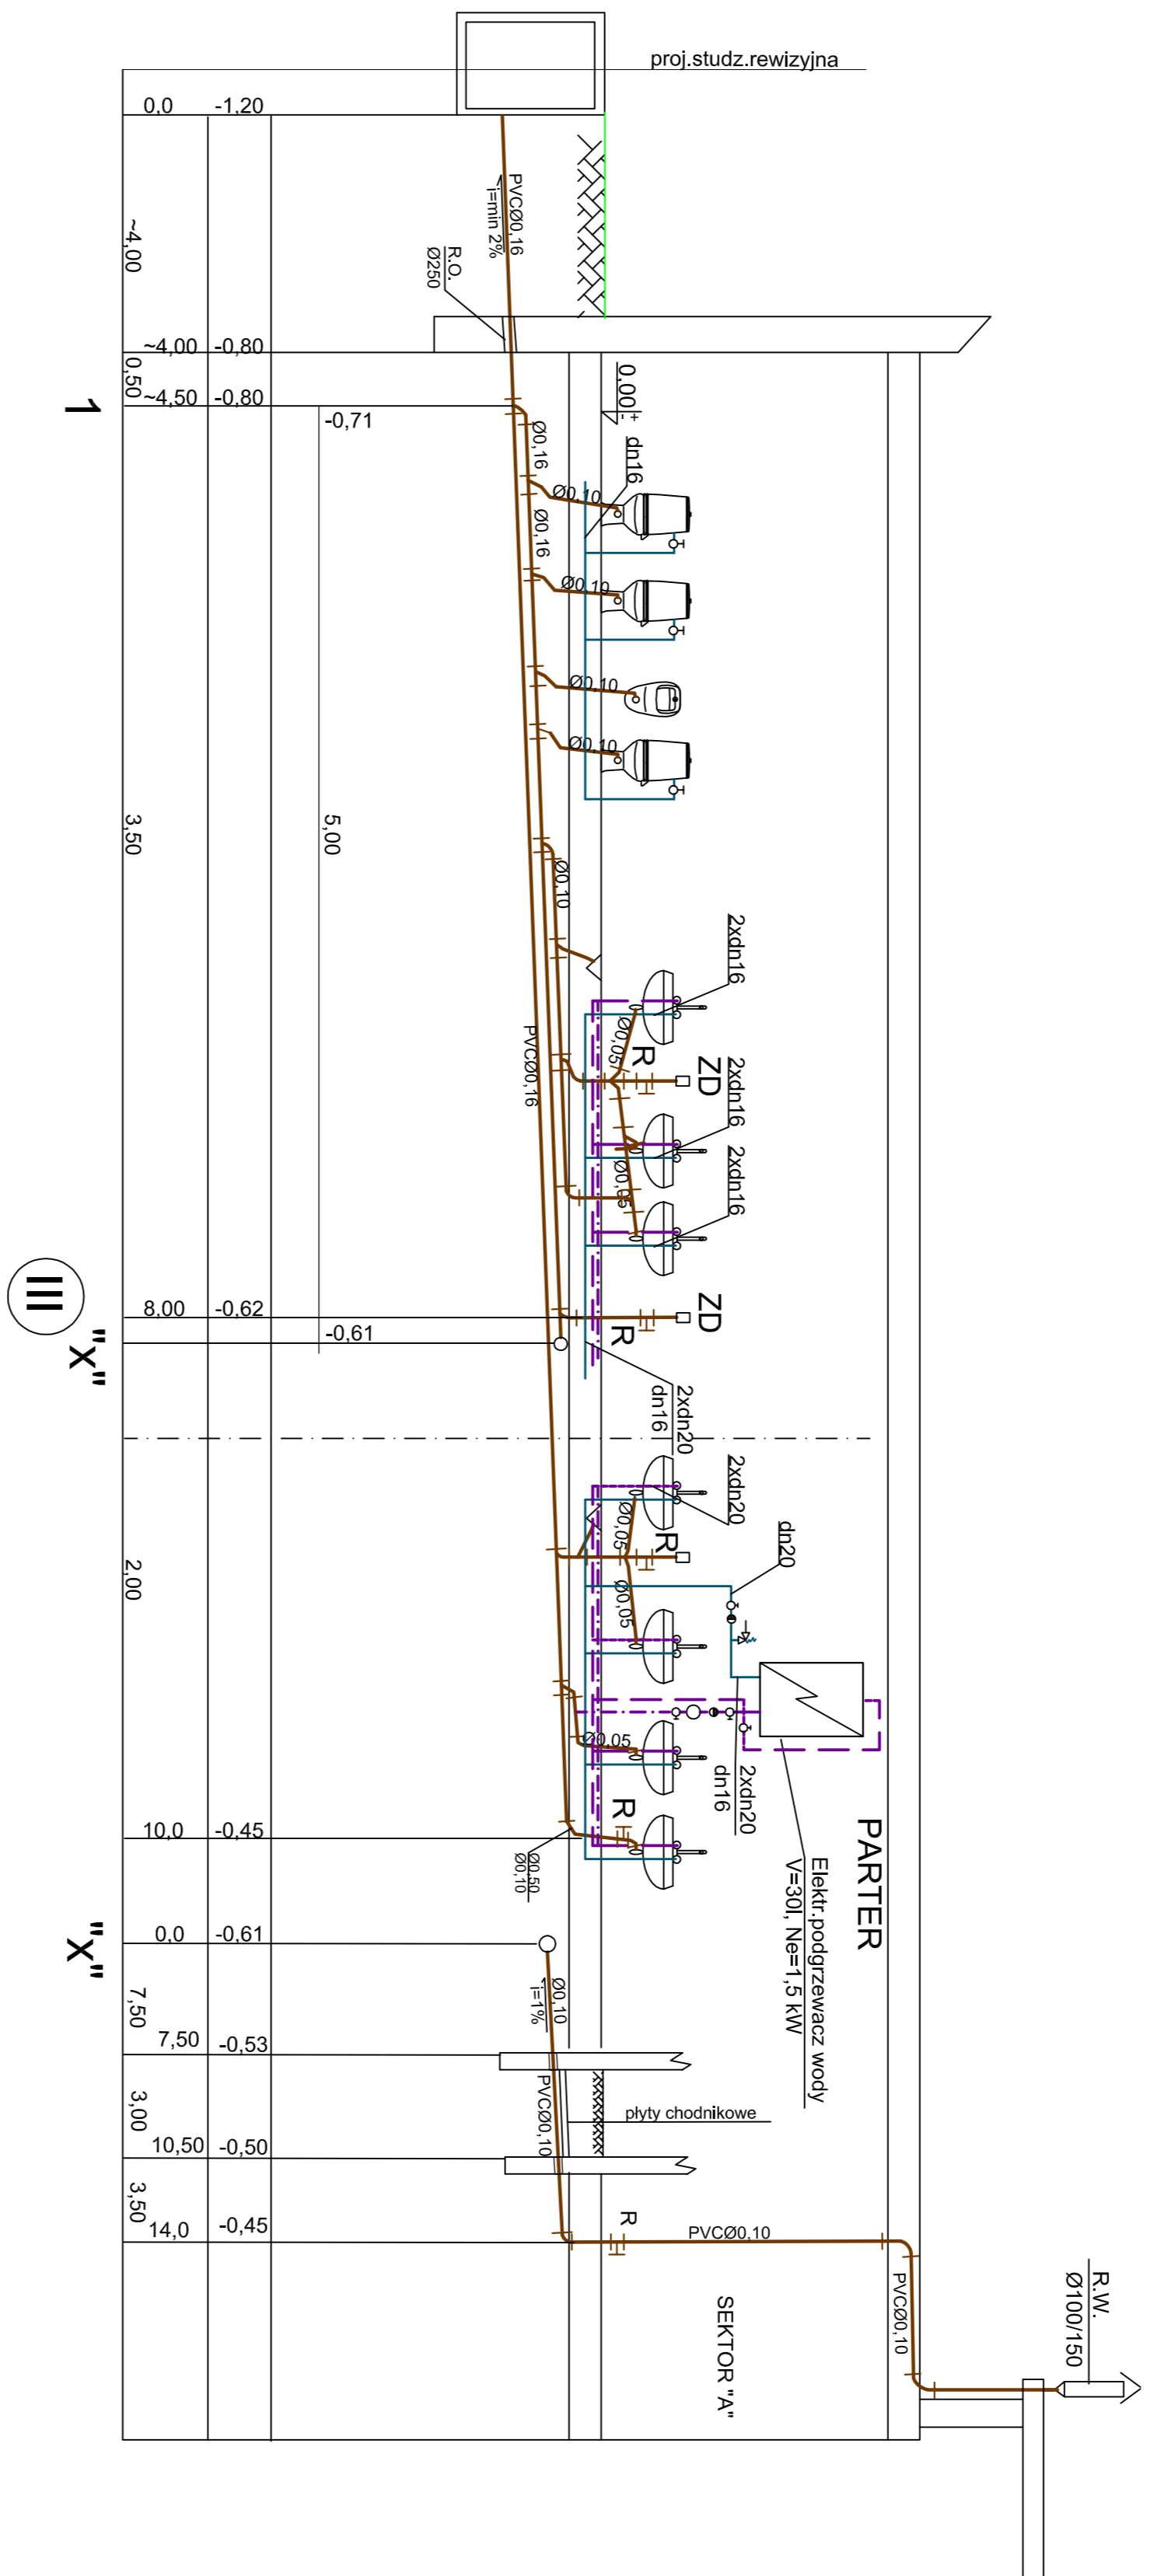 proj.studz.rewizyjna
0,0 -1,20
PVCØ0,16
i=min 2%
~4,00
R.O.
Ø250
~4,00 -0,80
0,50
~4,50 -0,80
1
-0,71
0,00±
dn16
Ø0,16
Ø0,10
Ø0,16
Ø0,10
Ø0,10
Ø0,10
3,50
5,00
Ø0,10
2xdn16
Ø0,05
R
ZD
PVCØ0,16
2xdn16
2xdn16
Ø0,05
III
"X"
8,00 -0,62
-0,61
ZD
R
2xdn20
dn16
2xdn20
Ø0,05
R
dn20
2,00
Ø0,05
Ø0,05
2xdn20
dn16
R
10,0 -0,45
Ø0,50
Ø0,10
PARTER
Elektr.podgrzewacz wody
V=30l, Ne=1,5 kW
"X"
0,0 -0,61
Ø0,10
i=1%
7,50
7,50 -0,53
PVCØ0,10
płyty chodnikowe
3,00
10,50 -0,50
3,50
14,0 -0,45
R
PVCØ0,10
PVCØ0,10
R.W.
Ø100/150
SEKTOR "A"